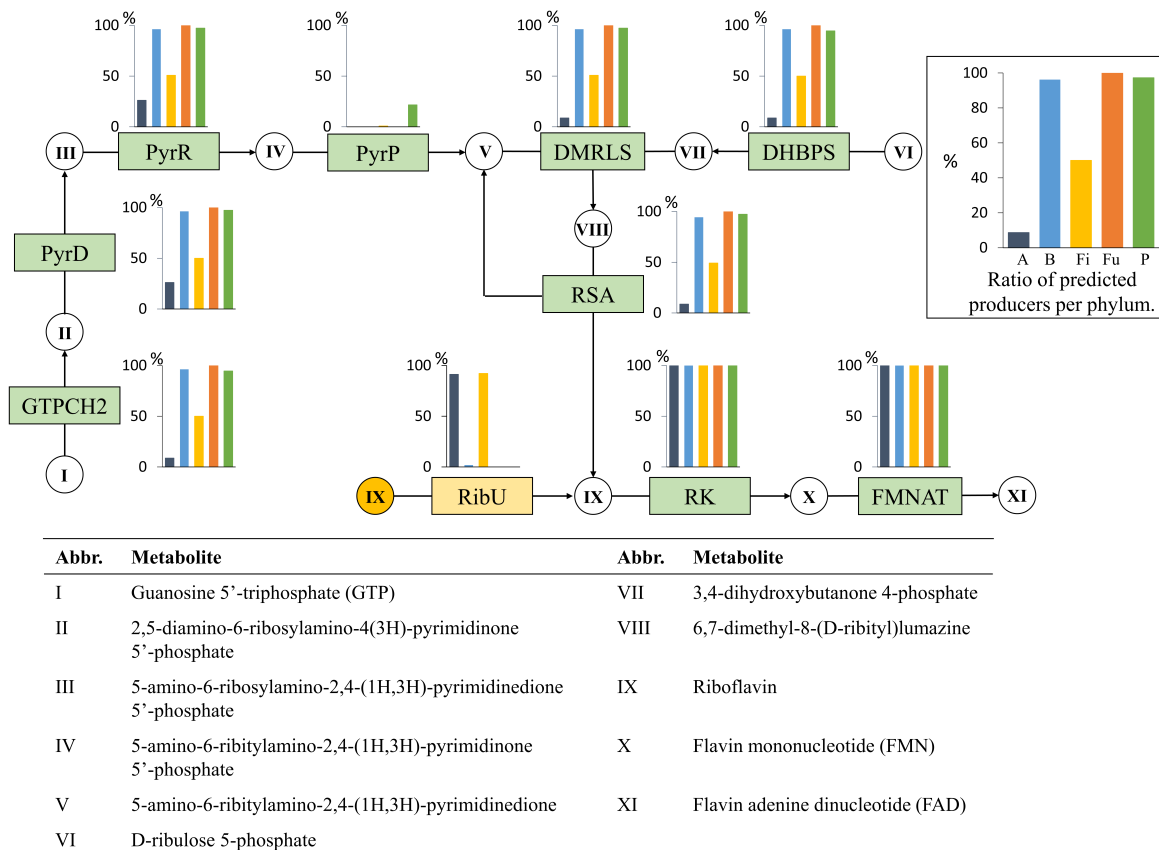 %
100
50
0
%
100
50
0
%
100
50
0
%
100
50
0
III
PyrR
IV
PyrP
V
DMRLS
VII
DHBPS
VI
100
80
60
%
40
20
0
A B Fi Fu P
Ratio of predicted
producers per phylum.
%
100
50
0
PyrD
VIII
%
100
50
0
RSA
II
%
100
50
0
GTPCH2
I
%
100
50
0
%
100
50
0
%
100
50
0
IX
RibU
IX
RK
X
FMNAT
XI
Abbr. Metabolite Abbr. Metabolite
I Guanosine 5’-triphosphate (GTP) VII 3,4-dihydroxybutanone 4-phosphate
II 2,5-diamino-6-ribosylamino-4(3H)-pyrimidinone VIII 6,7-dimethyl-8-(D-ribityl)lumazine
5’-phosphate
III 5-amino-6-ribosylamino-2,4-(1H,3H)-pyrimidinedione IX Riboflavin
5’-phosphate
IV 5-amino-6-ribitylamino-2,4-(1H,3H)-pyrimidinone X Flavin mononucleotide (FMN)
5’-phosphate
V 5-amino-6-ribitylamino-2,4-(1H,3H)-pyrimidinedione XI Flavin adenine dinucleotide (FAD)
VI D-ribulose 5-phosphate